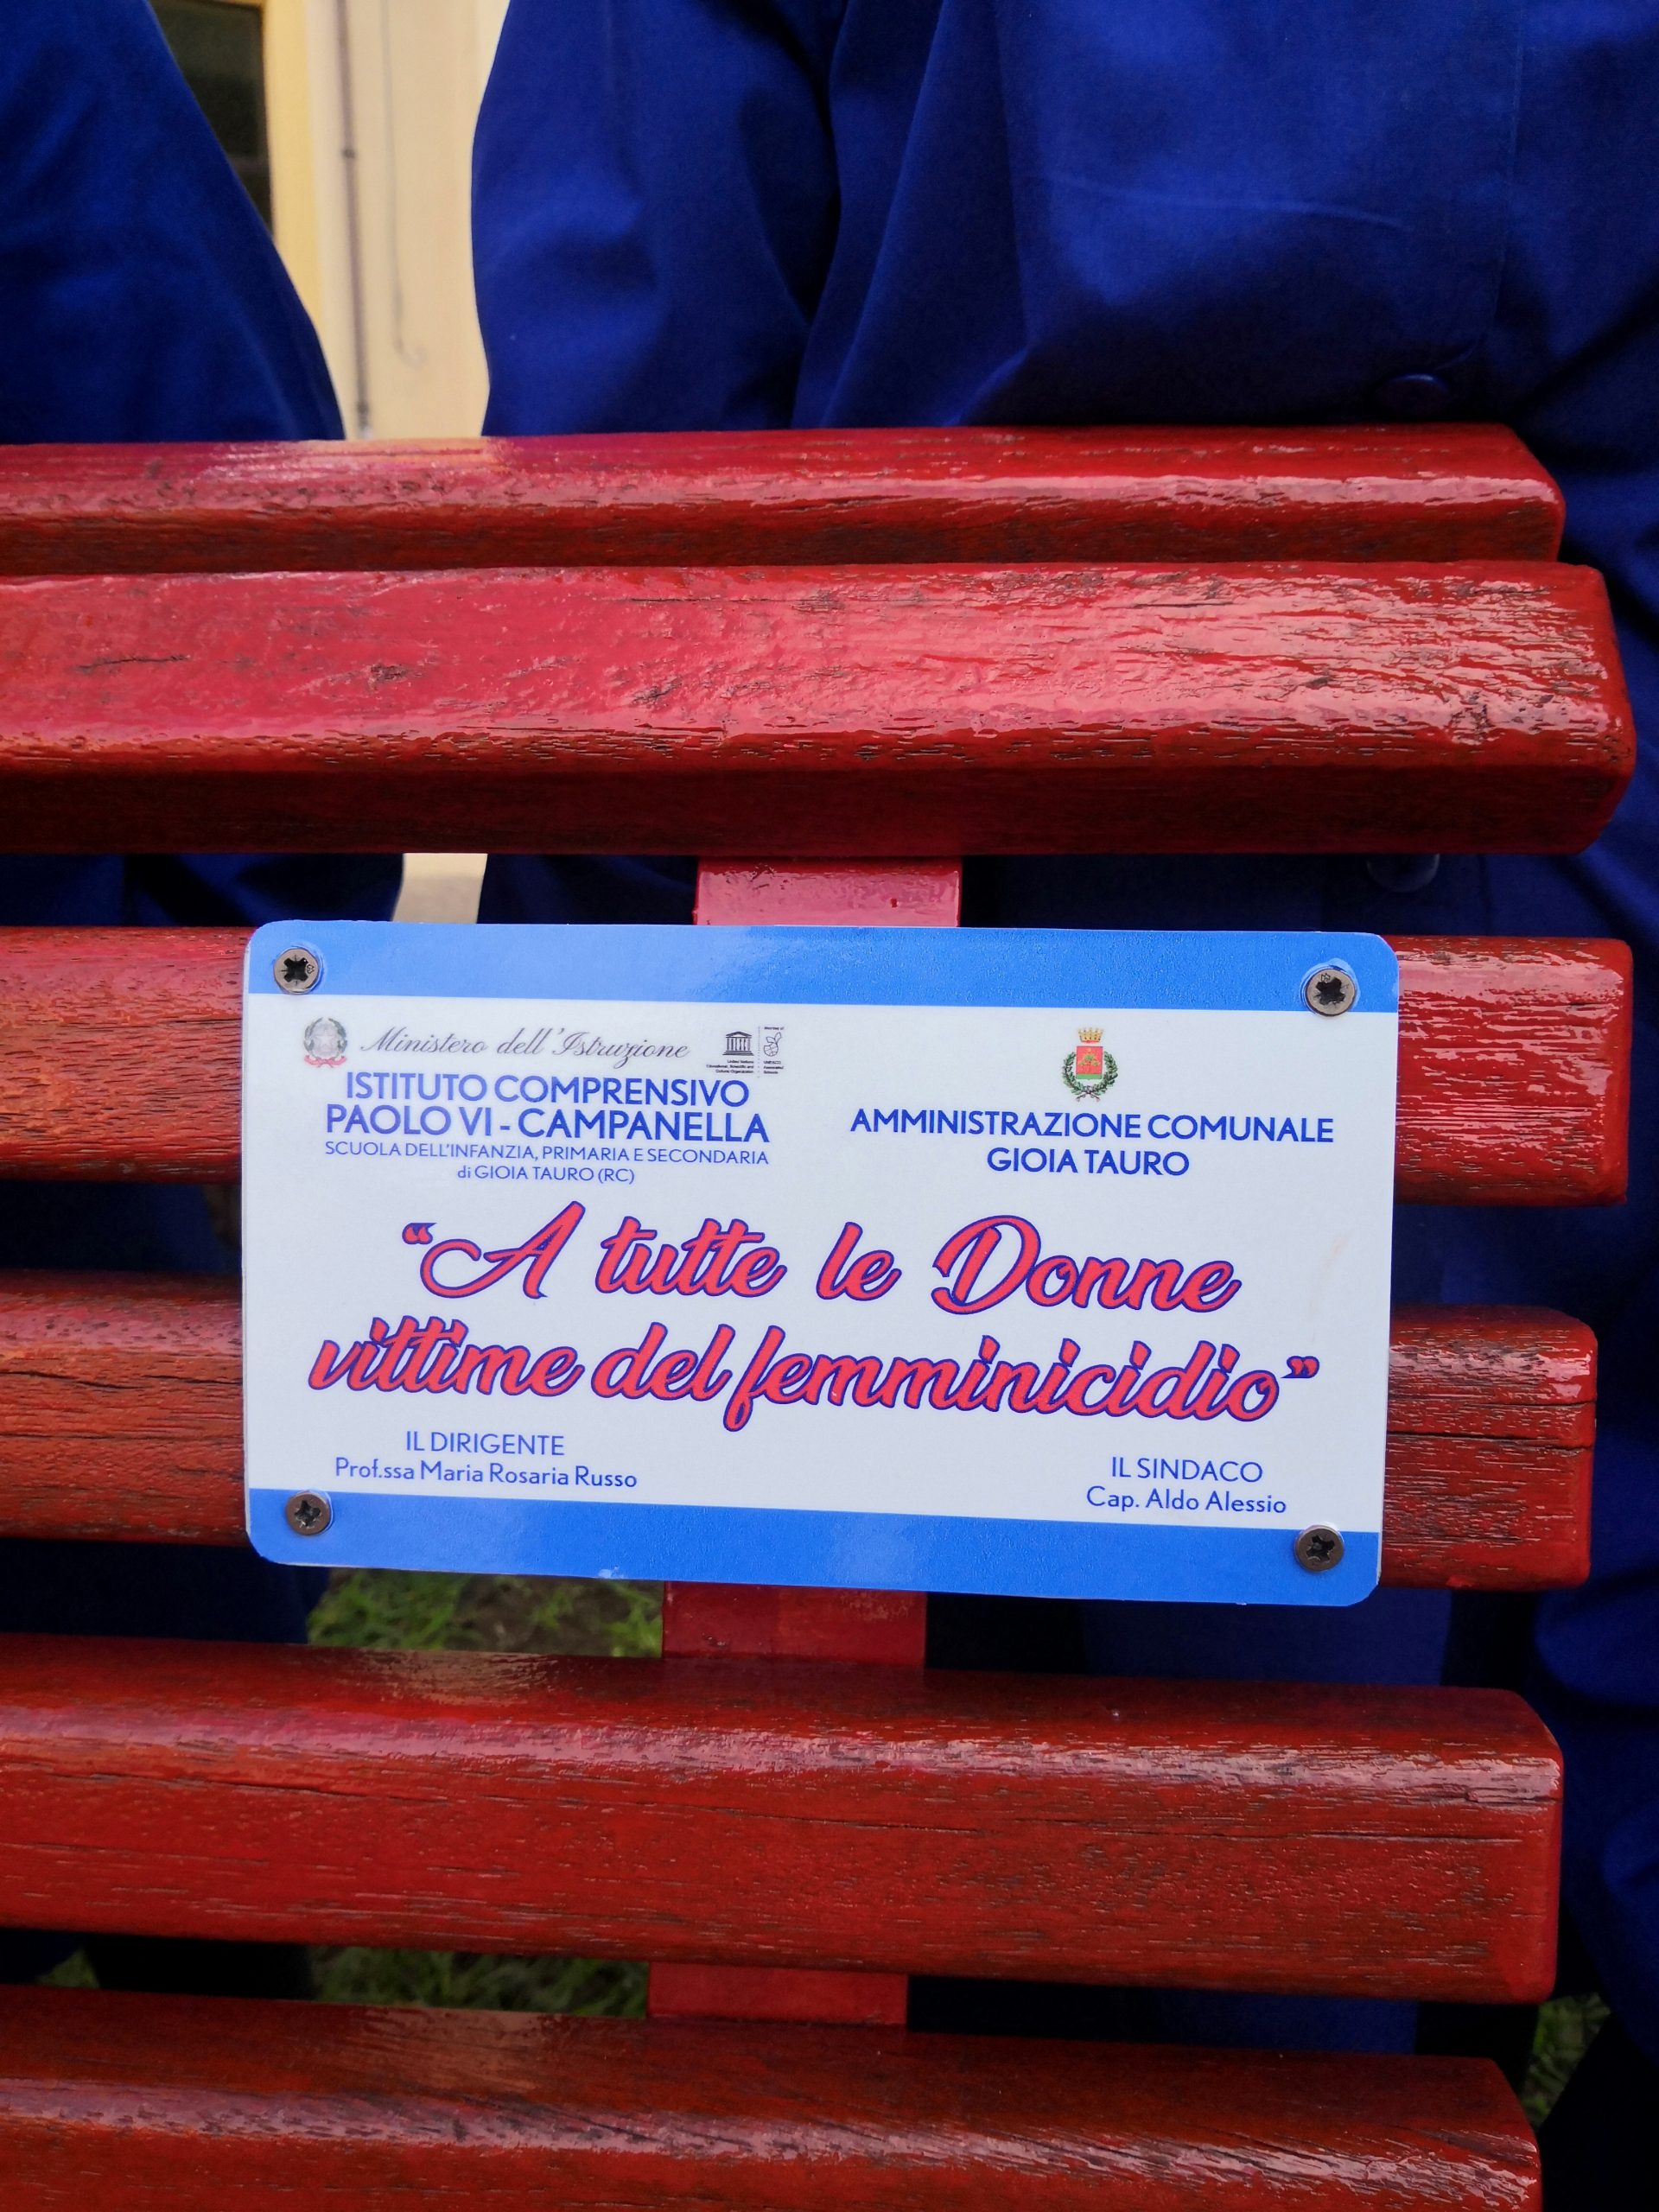 Ministero dell'Istruzione
ISTITUTO COMPRENSIVO
PAOLO VI - CAMPANELLA
SCUOLA DELL'INFANZIA, PRIMARIA E SECONDARIA
di GIOIA TAURO (RC)
AMMINISTRAZIONE COMUNALE
GIOIA TAURO
“A tutte le Donne
vittime del femminicidio”
IL DIRIGENTE
Prof.ssa Maria Rosaria Russo
IL SINDACO
Cap. Aldo Alessio